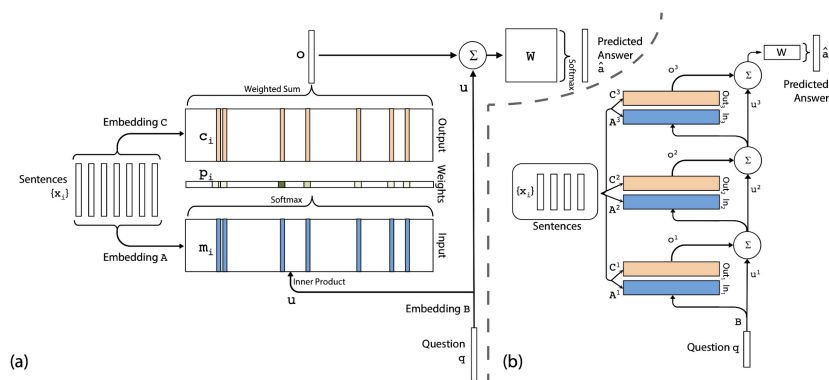 o
Weighted Sum
Embedding C
c_i
Output
Sentences
{x_i}
p_i
Weights
Softmax
m_i
Input
Embedding A
Inner Product
u
Embedding B
Question
q
(a)
Σ
u
W
Softmax
Predicted
Answer
â
(b)
Σ
W
â
Predicted
Answer
o³
u³
C³
A³
Out₃
In₃
Σ
o²
u²
C²
A²
Out₂
In₂
{x_i}
Sentences
Σ
o¹
u¹
C¹
A¹
Out₁
In₁
B
Question q